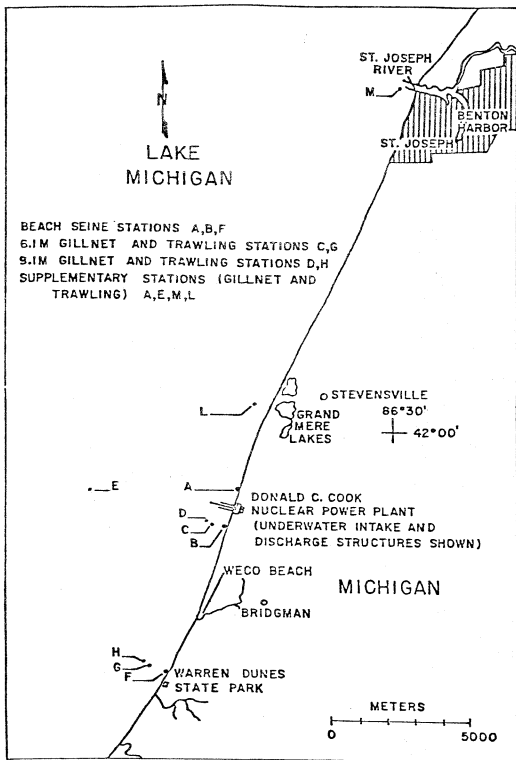 ST. JOSEPH
RIVER
M
BENTON
HARBOR
ST. JOSEPH
N
LAKE
MICHIGAN
BEACH SEINE STATIONS A,B,F
6.1M GILLNET AND TRAWLING STATIONS C,G
9.1M GILLNET AND TRAWLING STATIONS D,H
SUPPLEMENTARY STATIONS (GILLNET AND
TRAWLING) A,E,M,L
STEVENSVILLE
L
GRAND
MERE
LAKES
86°30'
42°00'
E
A
DONALD C. COOK
NUCLEAR POWER PLANT
(UNDERWATER INTAKE AND
DISCHARGE STRUCTURES SHOWN)
D
C
B
WECO BEACH
MICHIGAN
BRIDGMAN
H
G
F
WARREN DUNES
STATE PARK
METERS
0 5000